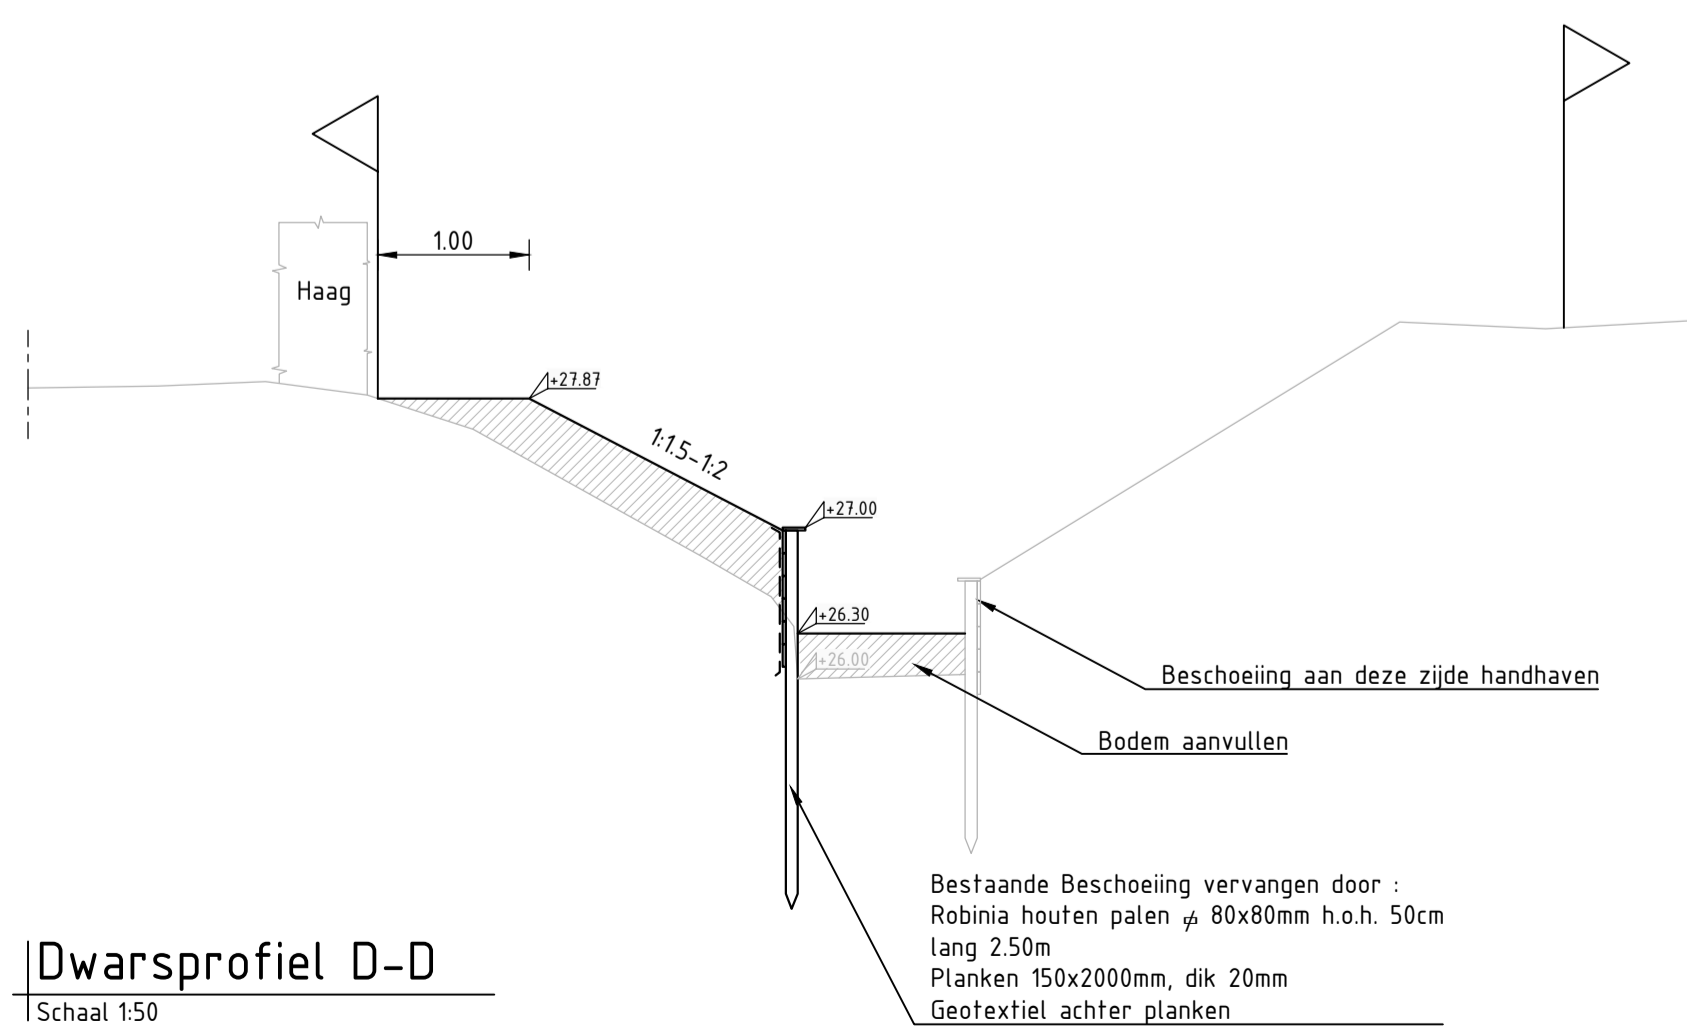 1.00
Haag
+27.87
1:1.5-1:2
+27.00
+26.30
+26.00
Beschoeiing aan deze zijde handhaven
Bodem aanvullen
Bestaande Beschoeiing vervangen door :
Robinia houten palen ⌀ 80x80mm h.o.h. 50cm
lang 2.50m
Planken 150x2000mm, dik 20mm
Geotextiel achter planken
Dwarsprofiel D-D
Schaal 1:50